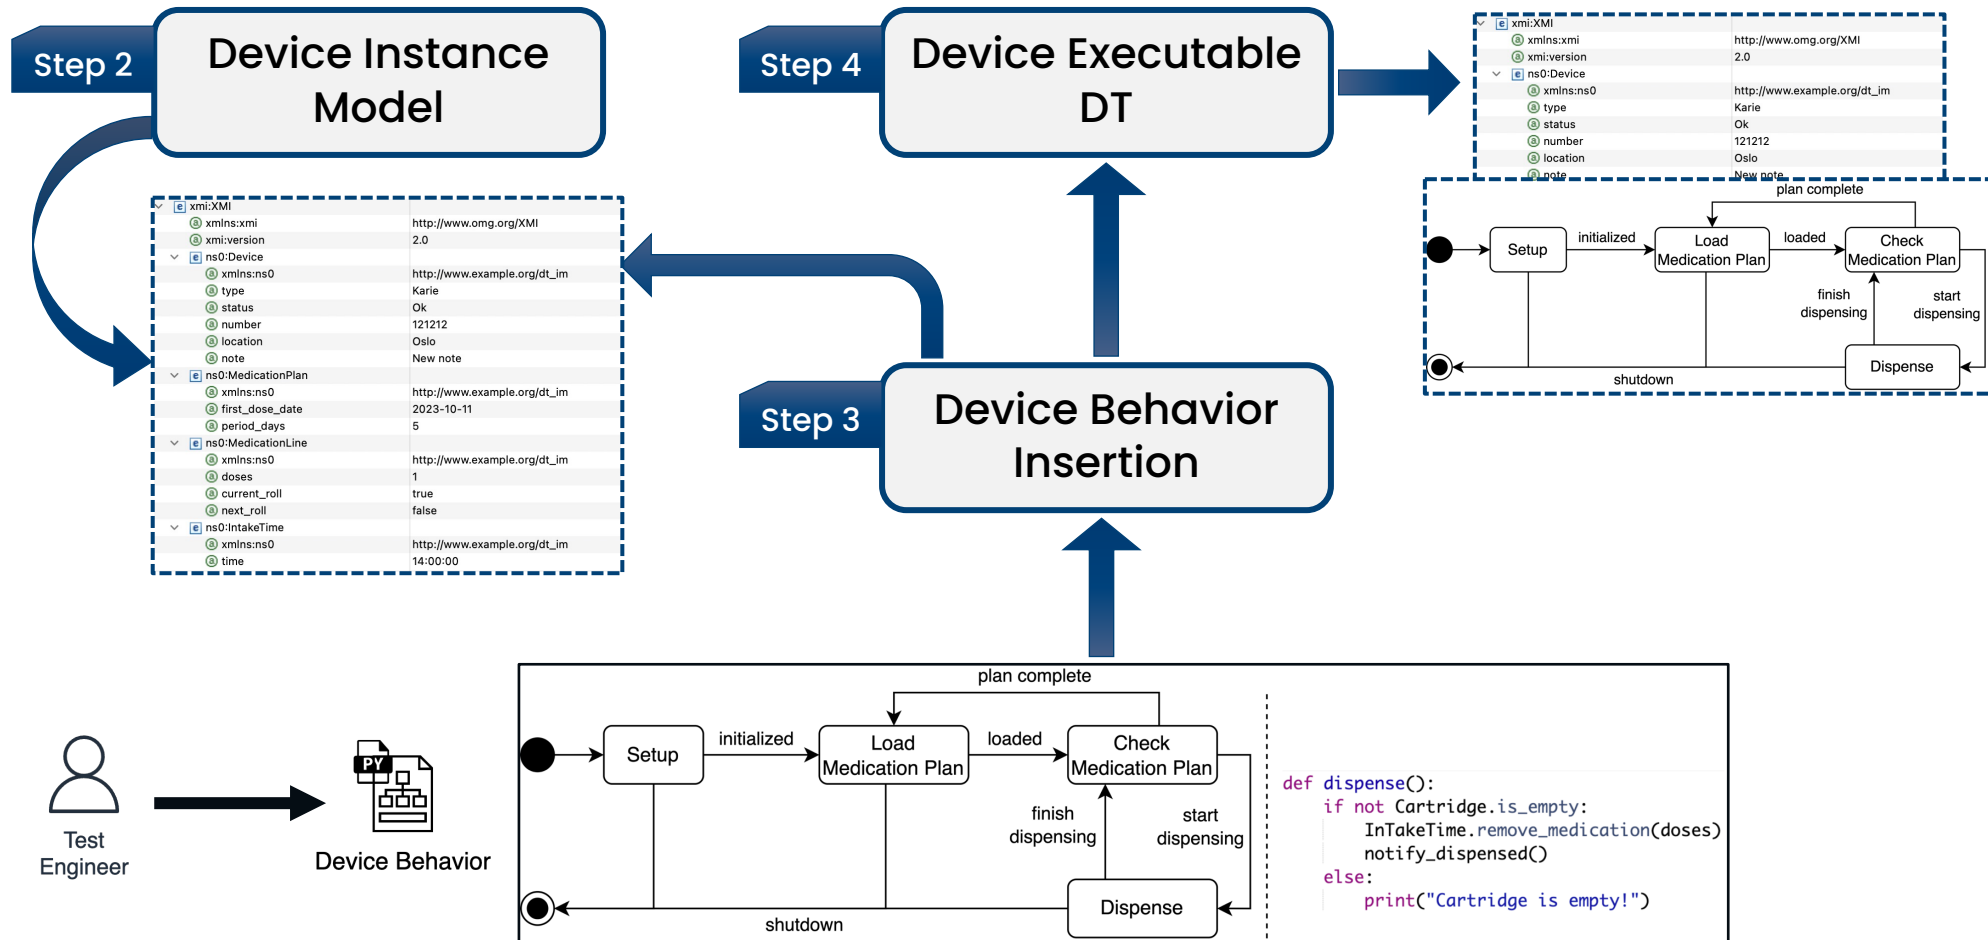 Step 2
Device Instance
Model
Step 4
Device Executable
DT
xmi:XMI
xmlns:xmi http://www.omg.org/XMI
xmi:version 2.0
ns0:Device
xmlns:ns0 http://www.example.org/dt_im
type Karie
status Ok
number 121212
location Oslo
note New note
plan complete
Setup
initialized
Load
Medication Plan
loaded
Check
Medication Plan
finish
dispensing
start
dispensing
Dispense
shutdown
xmi:XMI
xmlns:xmi http://www.omg.org/XMI
xmi:version 2.0
ns0:Device
xmlns:ns0 http://www.example.org/dt_im
type Karie
status Ok
number 121212
location Oslo
note New note
ns0:MedicationPlan
xmlns:ns0 http://www.example.org/dt_im
first_dose_date 2023-10-11
period_days 5
ns0:MedicationLine
xmlns:ns0 http://www.example.org/dt_im
doses 1
current_roll true
next_roll false
ns0:IntakeTime
xmlns:ns0 http://www.example.org/dt_im
time 14:00:00
Step 3
Device Behavior
Insertion
Test
Engineer
PY
Device Behavior
plan complete
Setup
initialized
Load
Medication Plan
loaded
Check
Medication Plan
finish
dispensing
start
dispensing
Dispense
shutdown
def dispense():
if not Cartridge.is_empty:
InTakeTime.remove_medication(doses)
notify_dispensed()
else:
print("Cartridge is empty!")